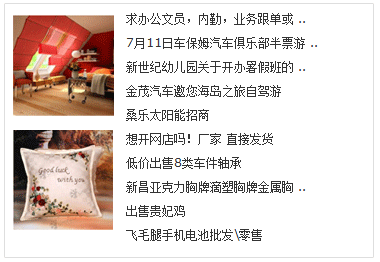 求办公文员，内勤，业务跟单或 ..
7月11日车保姆汽车俱乐部半票游 ..
新世纪幼儿园关于开办暑假班的 ..
金茂汽车邀您海岛之旅自驾游
桑乐太阳能招商
想开网店吗！厂家 直接发货
低价出售8类车件轴承
新昌亚克力胸牌滴塑胸牌金属胸 ..
出售贵妃鸡
飞毛腿手机电池批发\零售
Good luck
with you